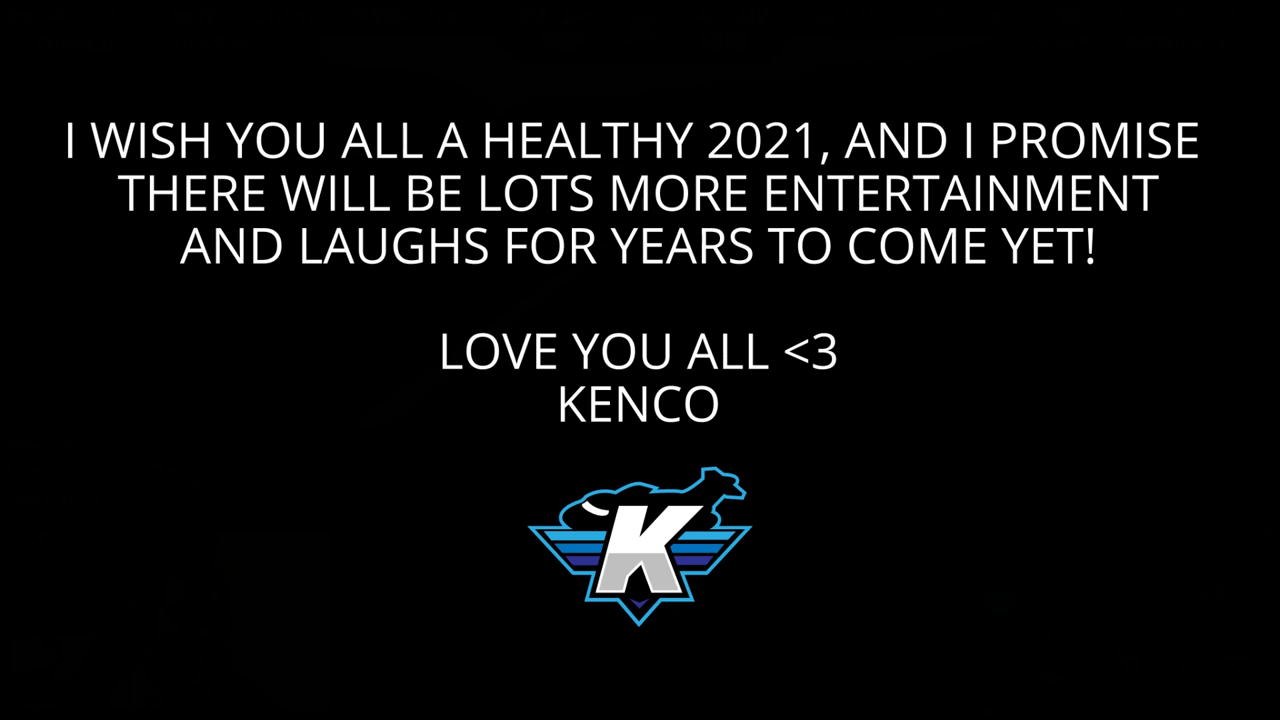 I WISH YOU ALL A HEALTHY 2021, AND I PROMISE
THERE WILL BE LOTS MORE ENTERTAINMENT
AND LAUGHS FOR YEARS TO COME YET!
LOVE YOU ALL <3
KENCO
K